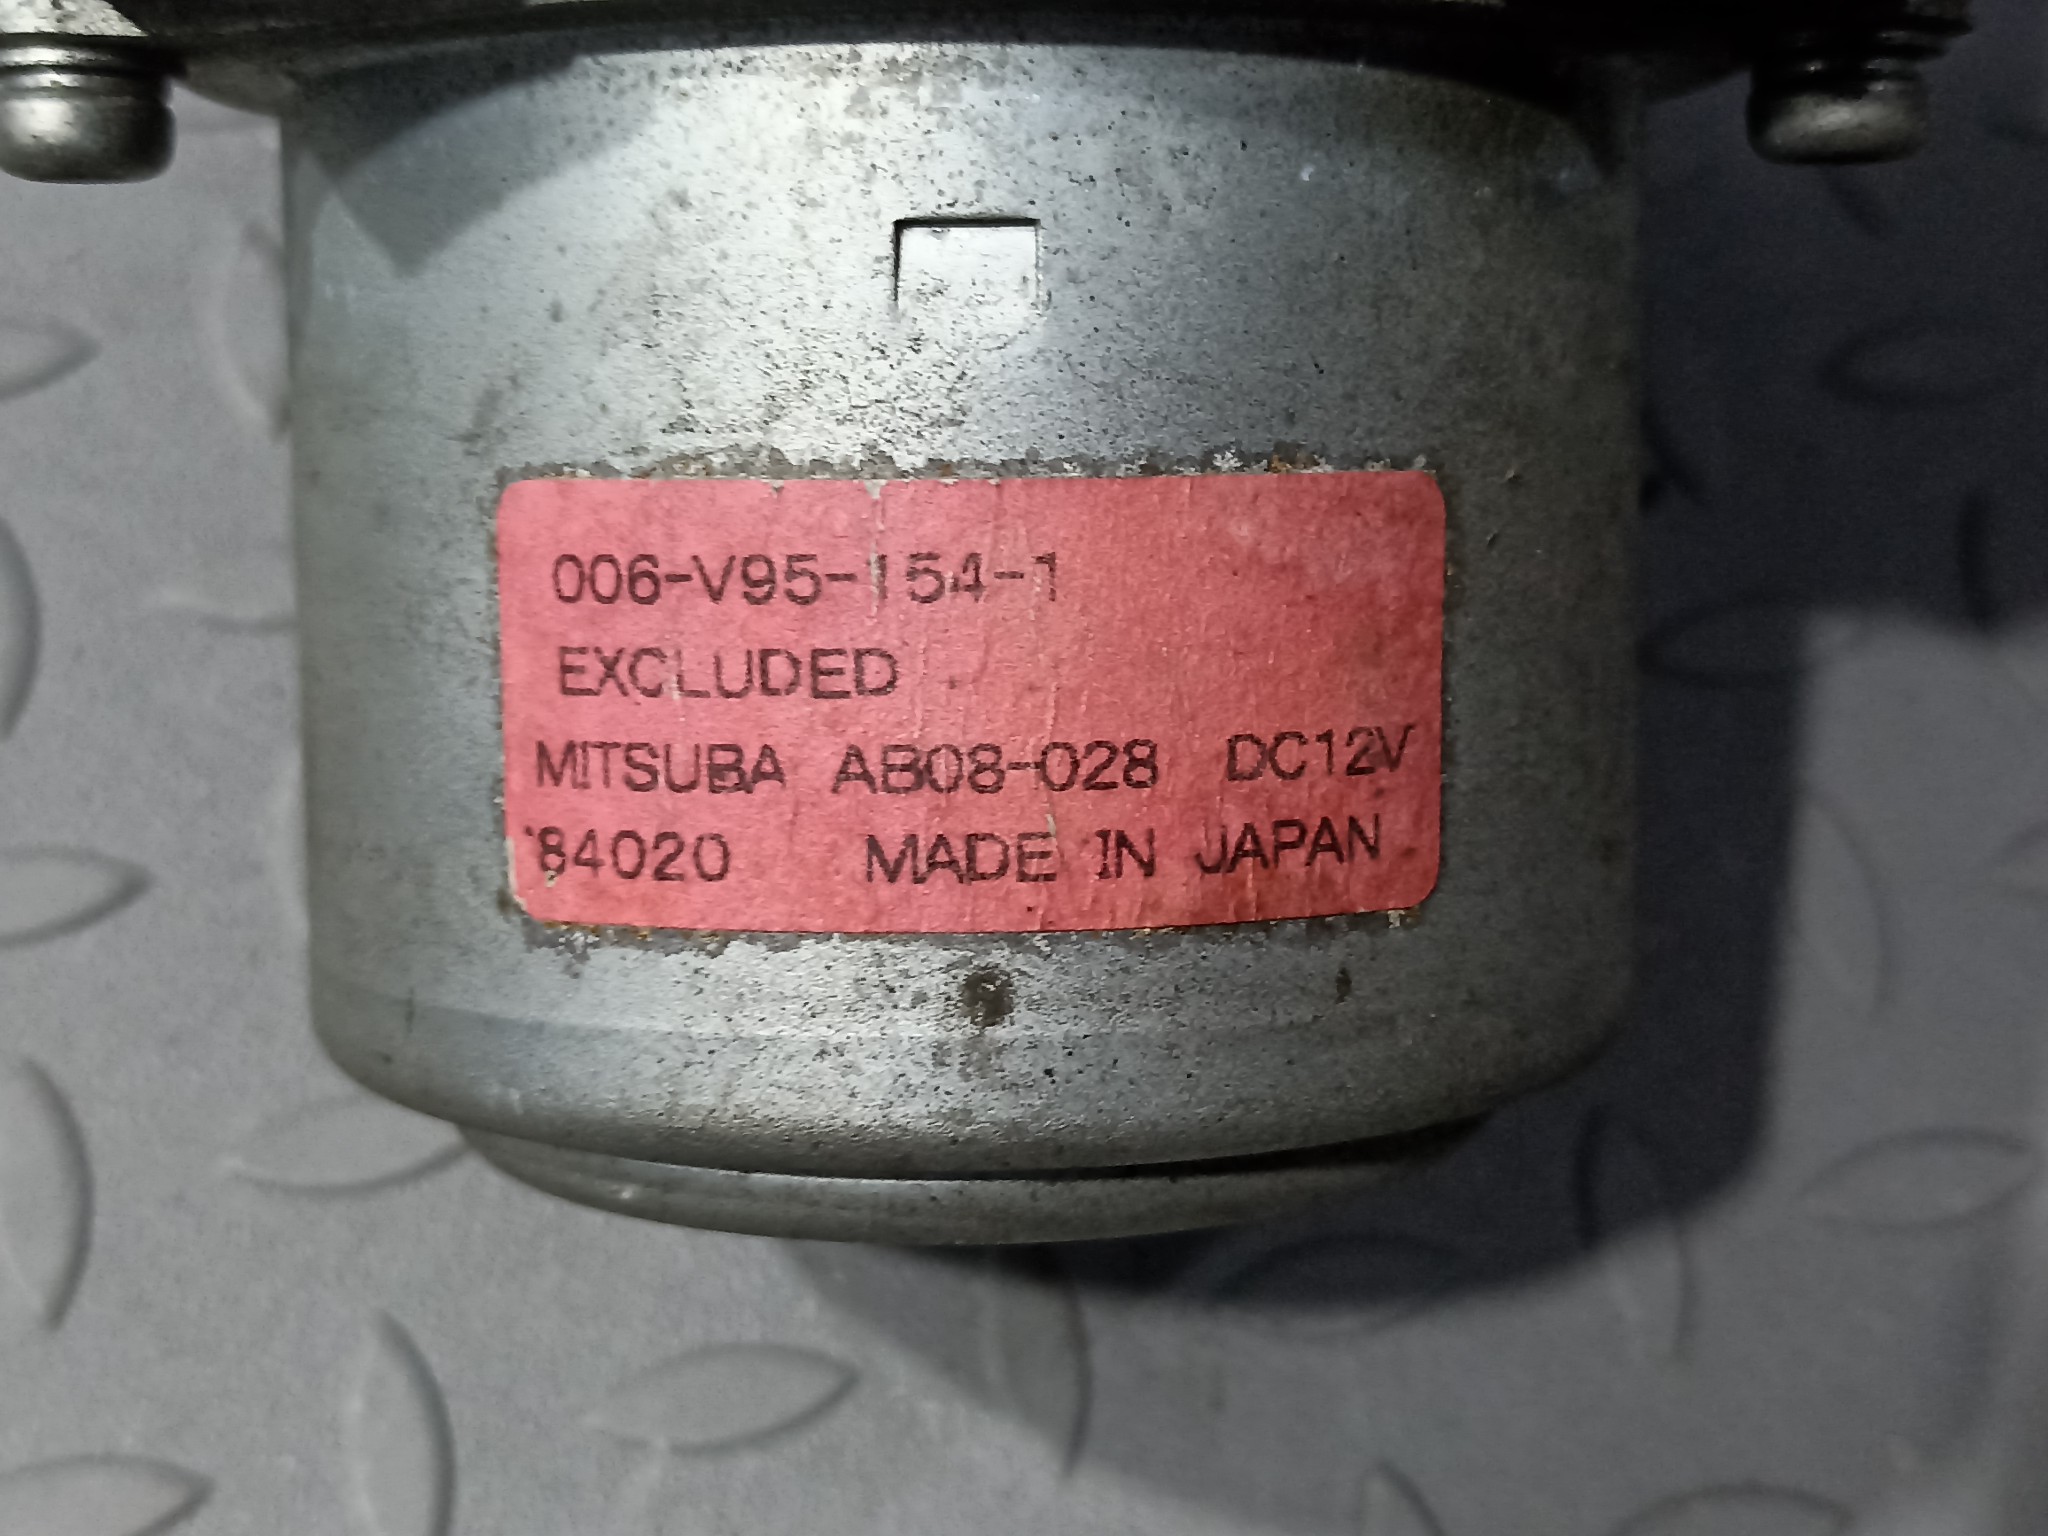 006-V95-154-1
EXCLUDED
MITSUBA AB08-028 DC12V
'84020 MADE IN JAPAN